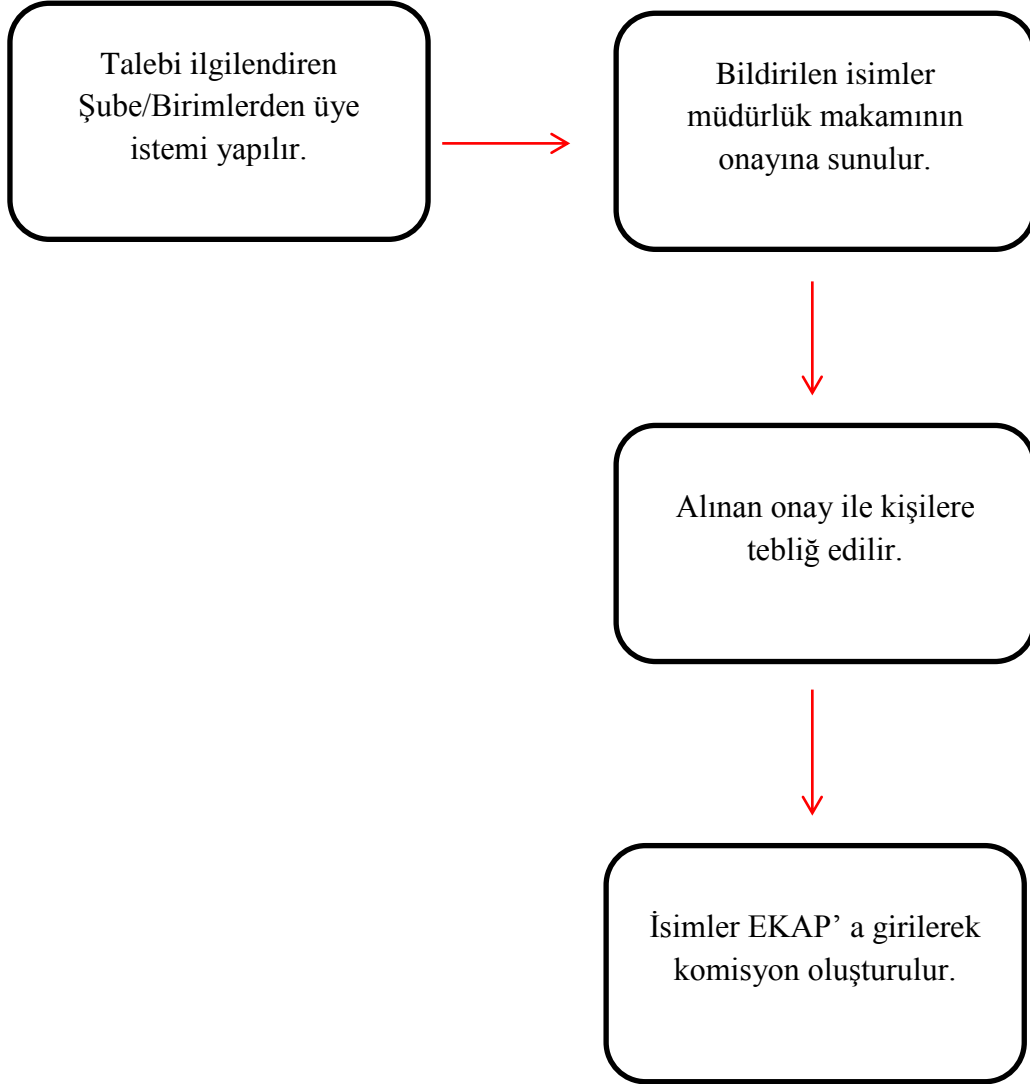 Talebi ilgilendiren
Şube/Birimlerden üye
istemi yapılır.
Bildirilen isimler
müdürlük makamının
onayına sunulur.
Alınan onay ile kişilere
tebliğ edilir.
İsimler EKAP’ a girilerek
komisyon oluşturulur.